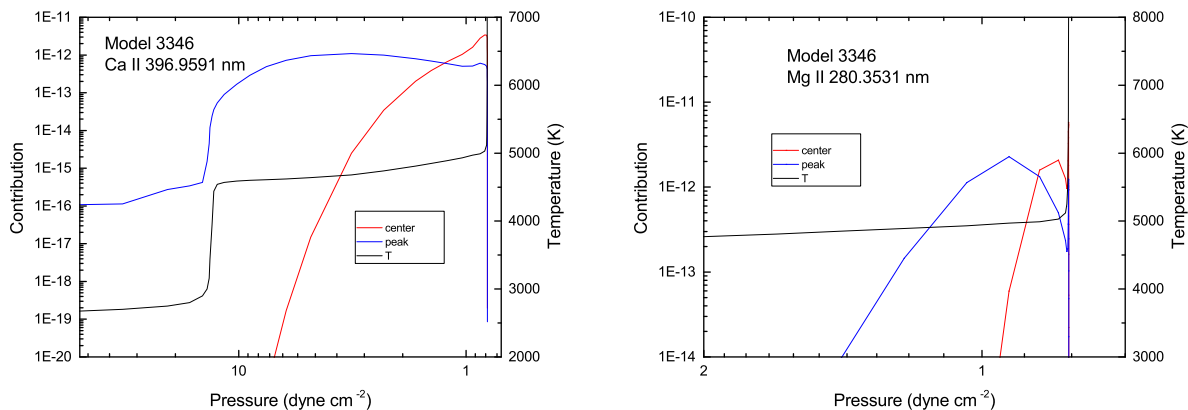 1E-11
1E-12
1E-13
1E-14
1E-15
1E-16
1E-17
1E-18
1E-19
1E-20
Contribution
Model 3346
Ca II 396.9591 nm
center
peak
T
7000
6000
5000
4000
3000
2000
Temperature (K)
10
1
Pressure (dyne cm-2)
1E-10
1E-11
1E-12
1E-13
1E-14
Contribution
Model 3346
Mg II 280.3531 nm
center
peak
T
8000
7000
6000
5000
4000
3000
Temperature (K)
2
1
Pressure (dyne cm-2)